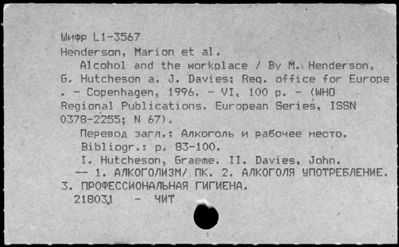 Шифр L1-3567
Henderson, Marion et al.
Alcohol and the workplace / By M. Henderson,
G. Hutcheson a. J. Davies; Reg. office for Europe
. - Copenhagen, 1996. - VI, 100 p. - (WHO
Regional Publications. European Series, ISSN
0378-2255; N 67).
Перевод загл.: Алкоголь и рабочее место.
Bibliogr.: p. 83-100.
I. Hutcheson, Graeme. II. Davies, John.
-- 1. АЛКОГОЛИЗМ/ ПК. 2. АЛКОГОЛЯ УПОТРЕБЛЕНИЕ.
3. ПРОФЕССИОНАЛЬНАЯ ГИГИЕНА.
218031 - ЧИТ